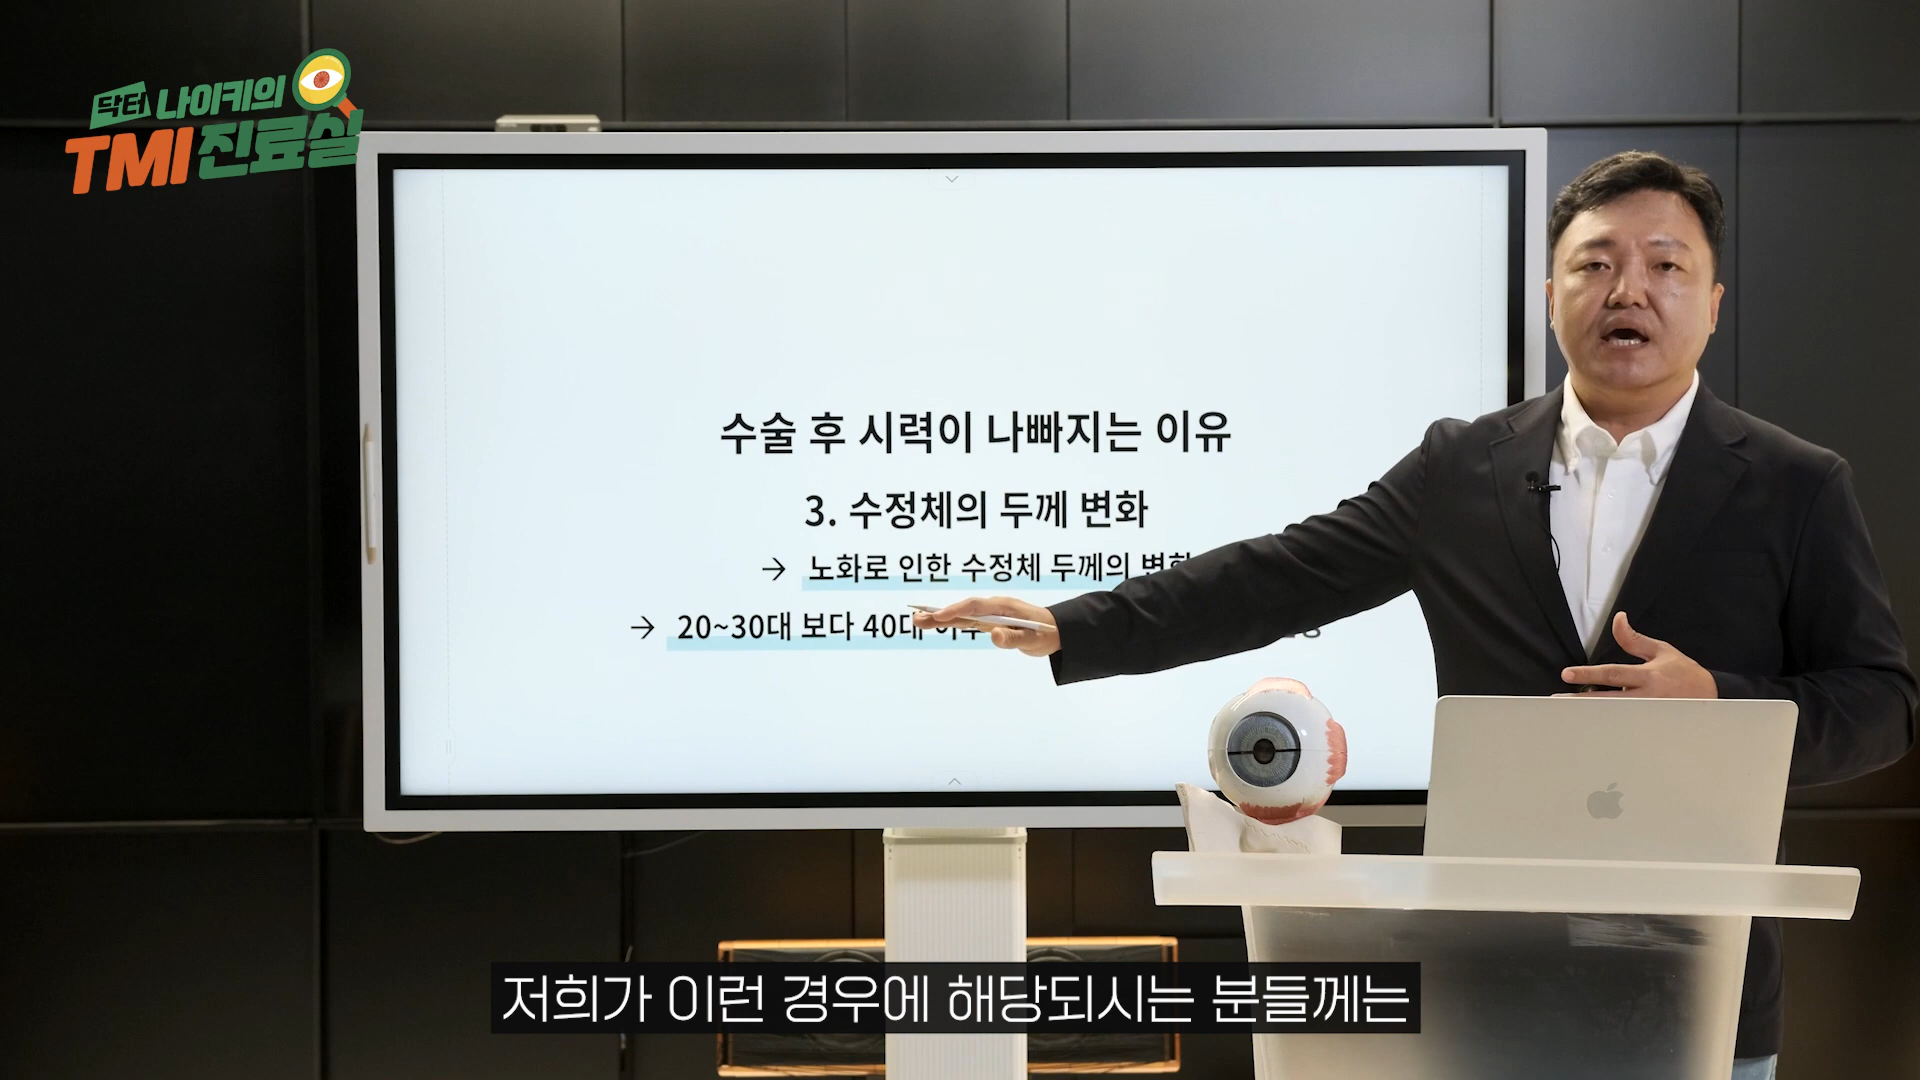 닥터 나이키의
TMI 진료실
수술 후 시력이 나빠지는 이유
3. 수정체의 두께 변화
→ 노화로 인한 수정체 두께의
→ 20~30대 보다 40대
저희가 이런 경우에 해당되시는 분들께는